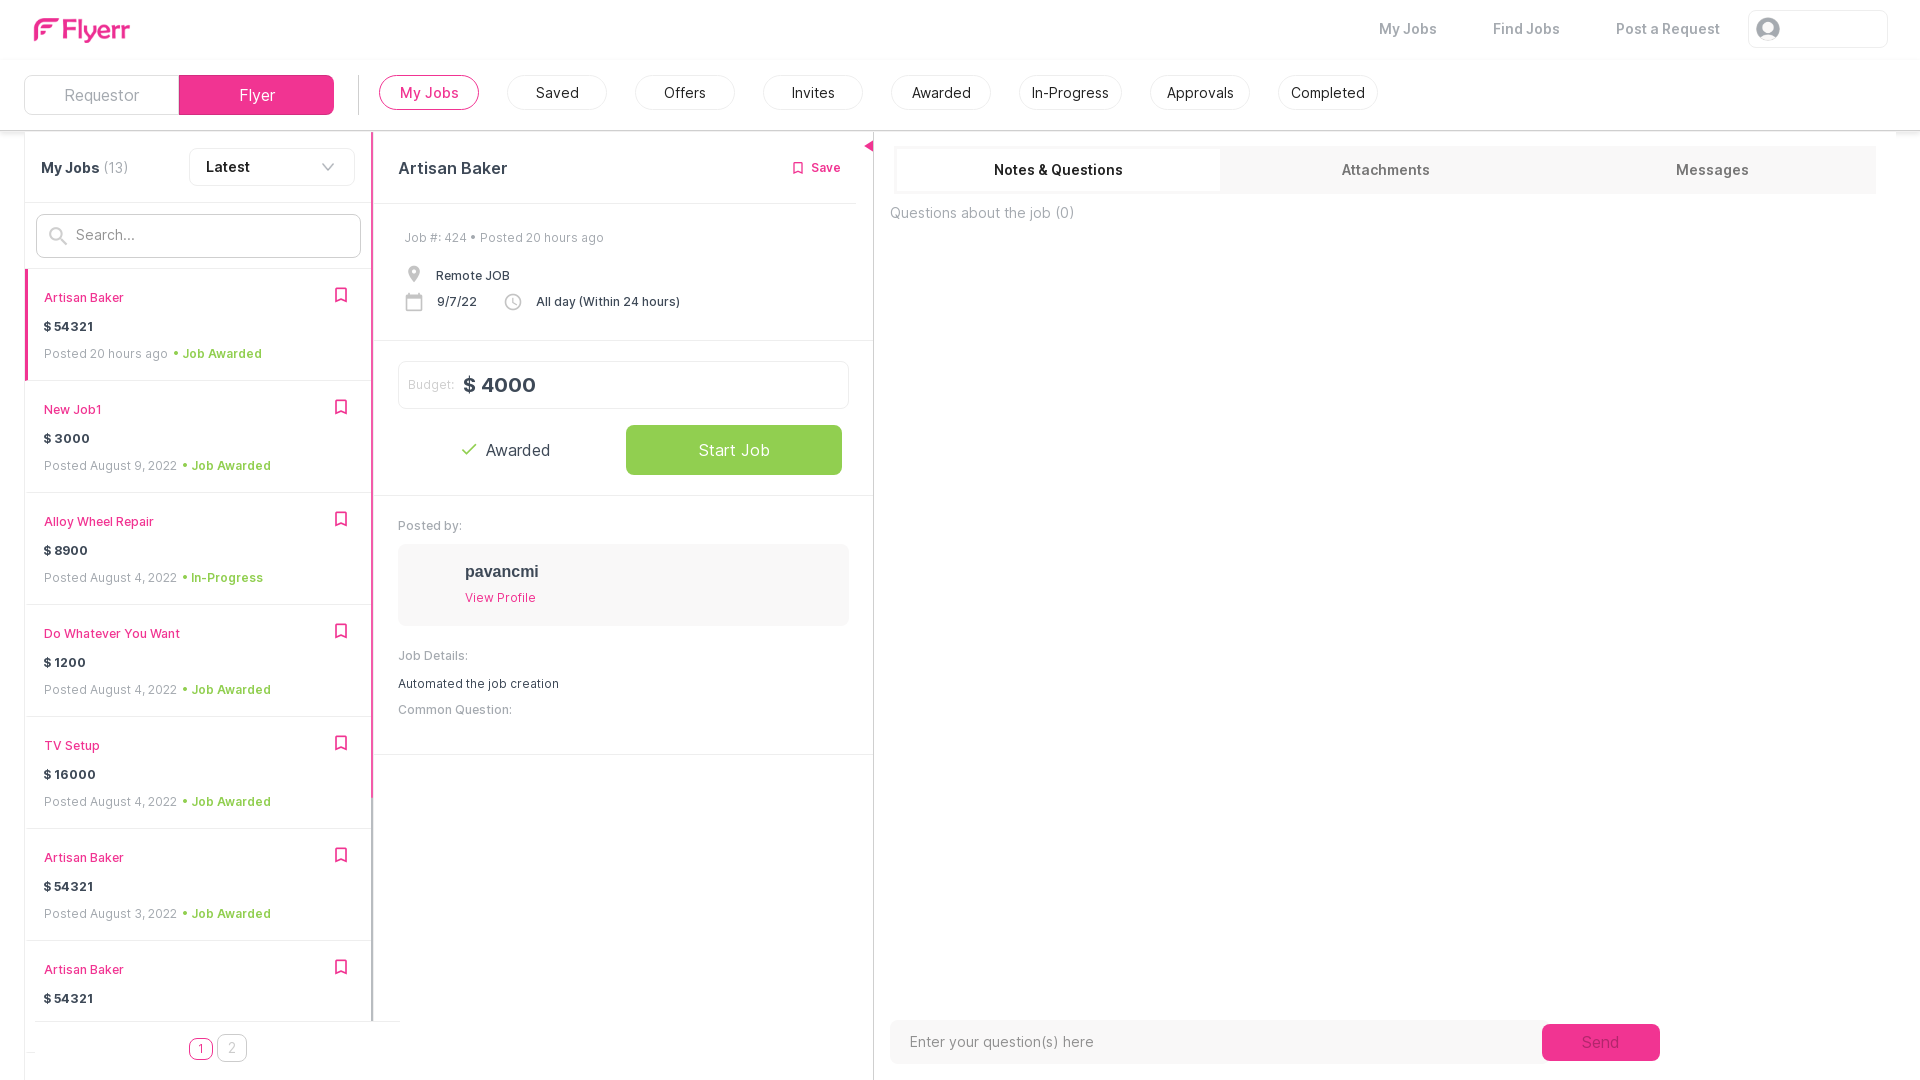 Flyerr
My Jobs
Find Jobs
Post a Request
Requestor
Flyer
My Jobs
Saved
Offers
Invites
Awarded
In-Progress
Approvals
Completed
My Jobs (13)
Latest
Search...
Artisan Baker
$ 54321
Posted 20 hours ago • Job Awarded
New Job1
$ 3000
Posted August 9, 2022 • Job Awarded
Alloy Wheel Repair
$ 8900
Posted August 4, 2022 • In-Progress
Do Whatever You Want
$ 1200
Posted August 4, 2022 • Job Awarded
TV Setup
$ 16000
Posted August 4, 2022 • Job Awarded
Artisan Baker
$ 54321
Posted August 3, 2022 • Job Awarded
Artisan Baker
$ 54321
1
2
Artisan Baker
Save
Job #: 424 • Posted 20 hours ago
Remote JOB
9/7/22
All day (Within 24 hours)
Budget: $ 4000
Awarded
Start Job
Posted by:
pavancmi
View Profile
Job Details:
Automated the job creation
Common Question:
Notes & Questions
Attachments
Messages
Questions about the job (0)
Enter your question(s) here
Send